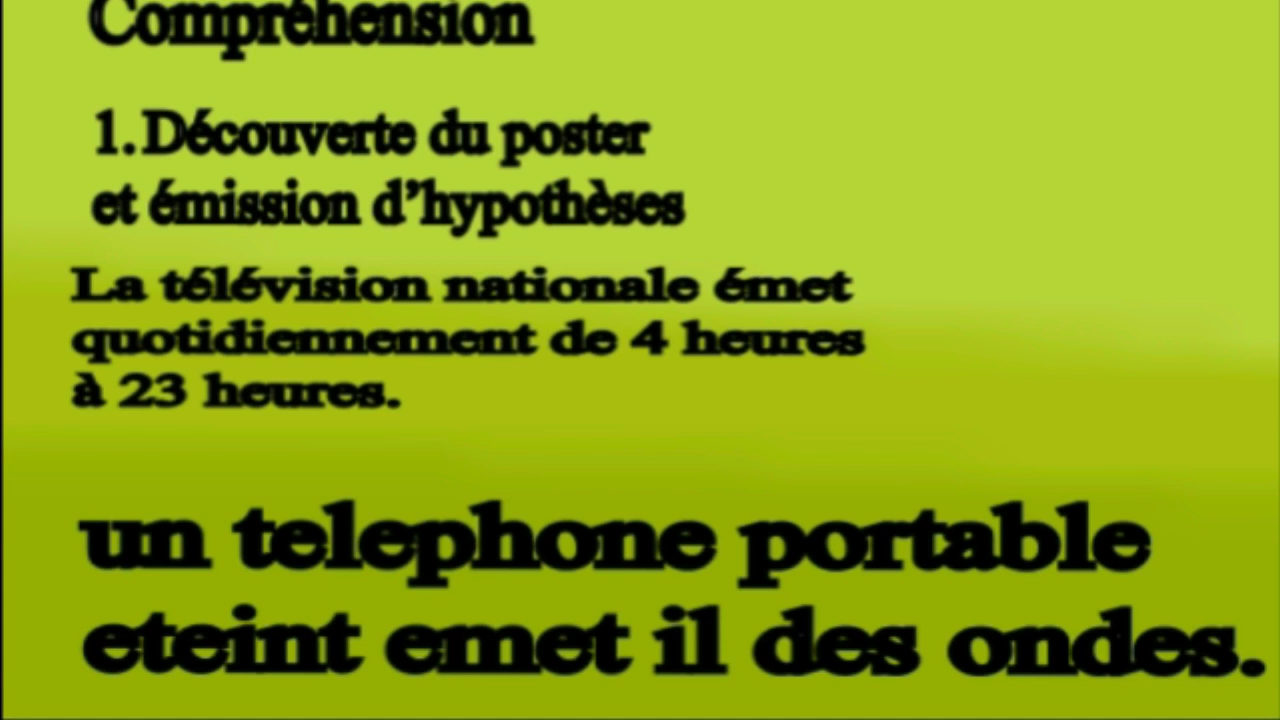 Compréhension
1. Découverte du poster
et émission d’hypothèses
La télévision nationale émet
quotidiennement de 4 heures
à 23 heures.
un telephone portable
eteint emet il des ondes.